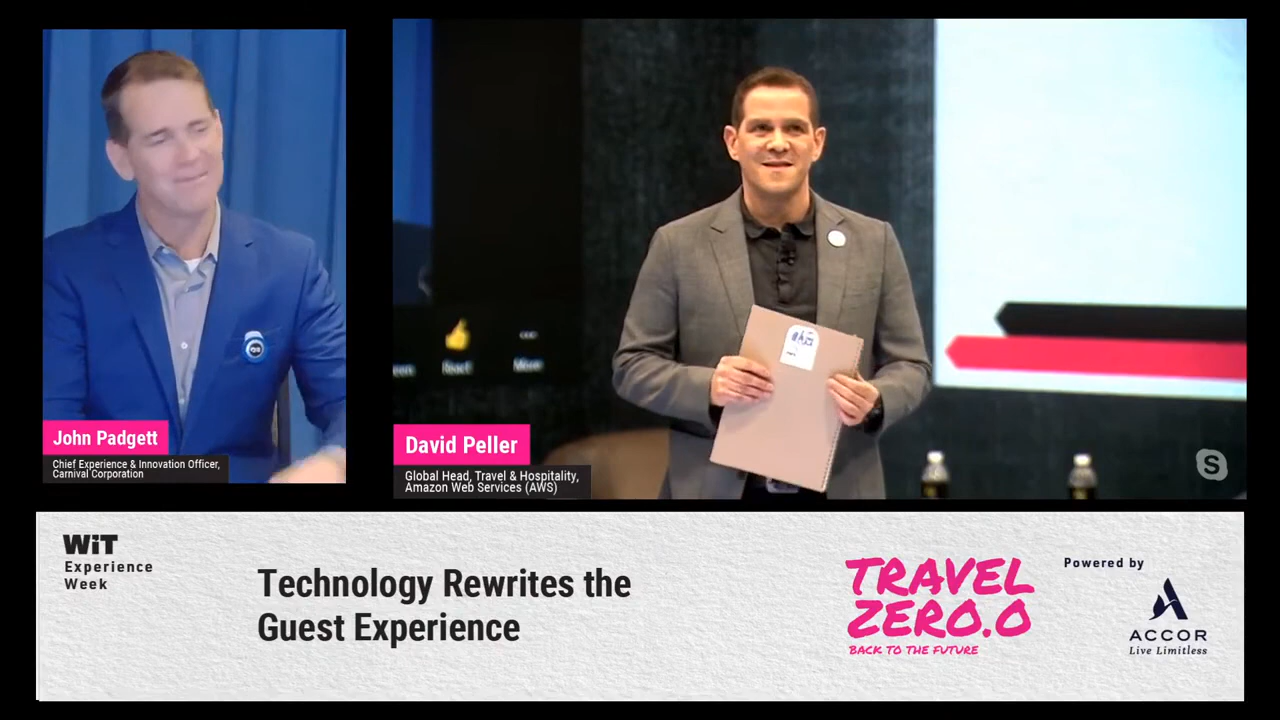 een
React
More
John Padgett
Chief Experience & Innovation Officer,
Carnival Corporation
David Peller
Global Head, Travel & Hospitality,
Amazon Web Services (AWS)
S
WiT
Experience
Week
Technology Rewrites the
Guest Experience
TRAVEL
ZERO.O
BACK TO THE FUTURE
Powered by
ACCOR
Live Limitless